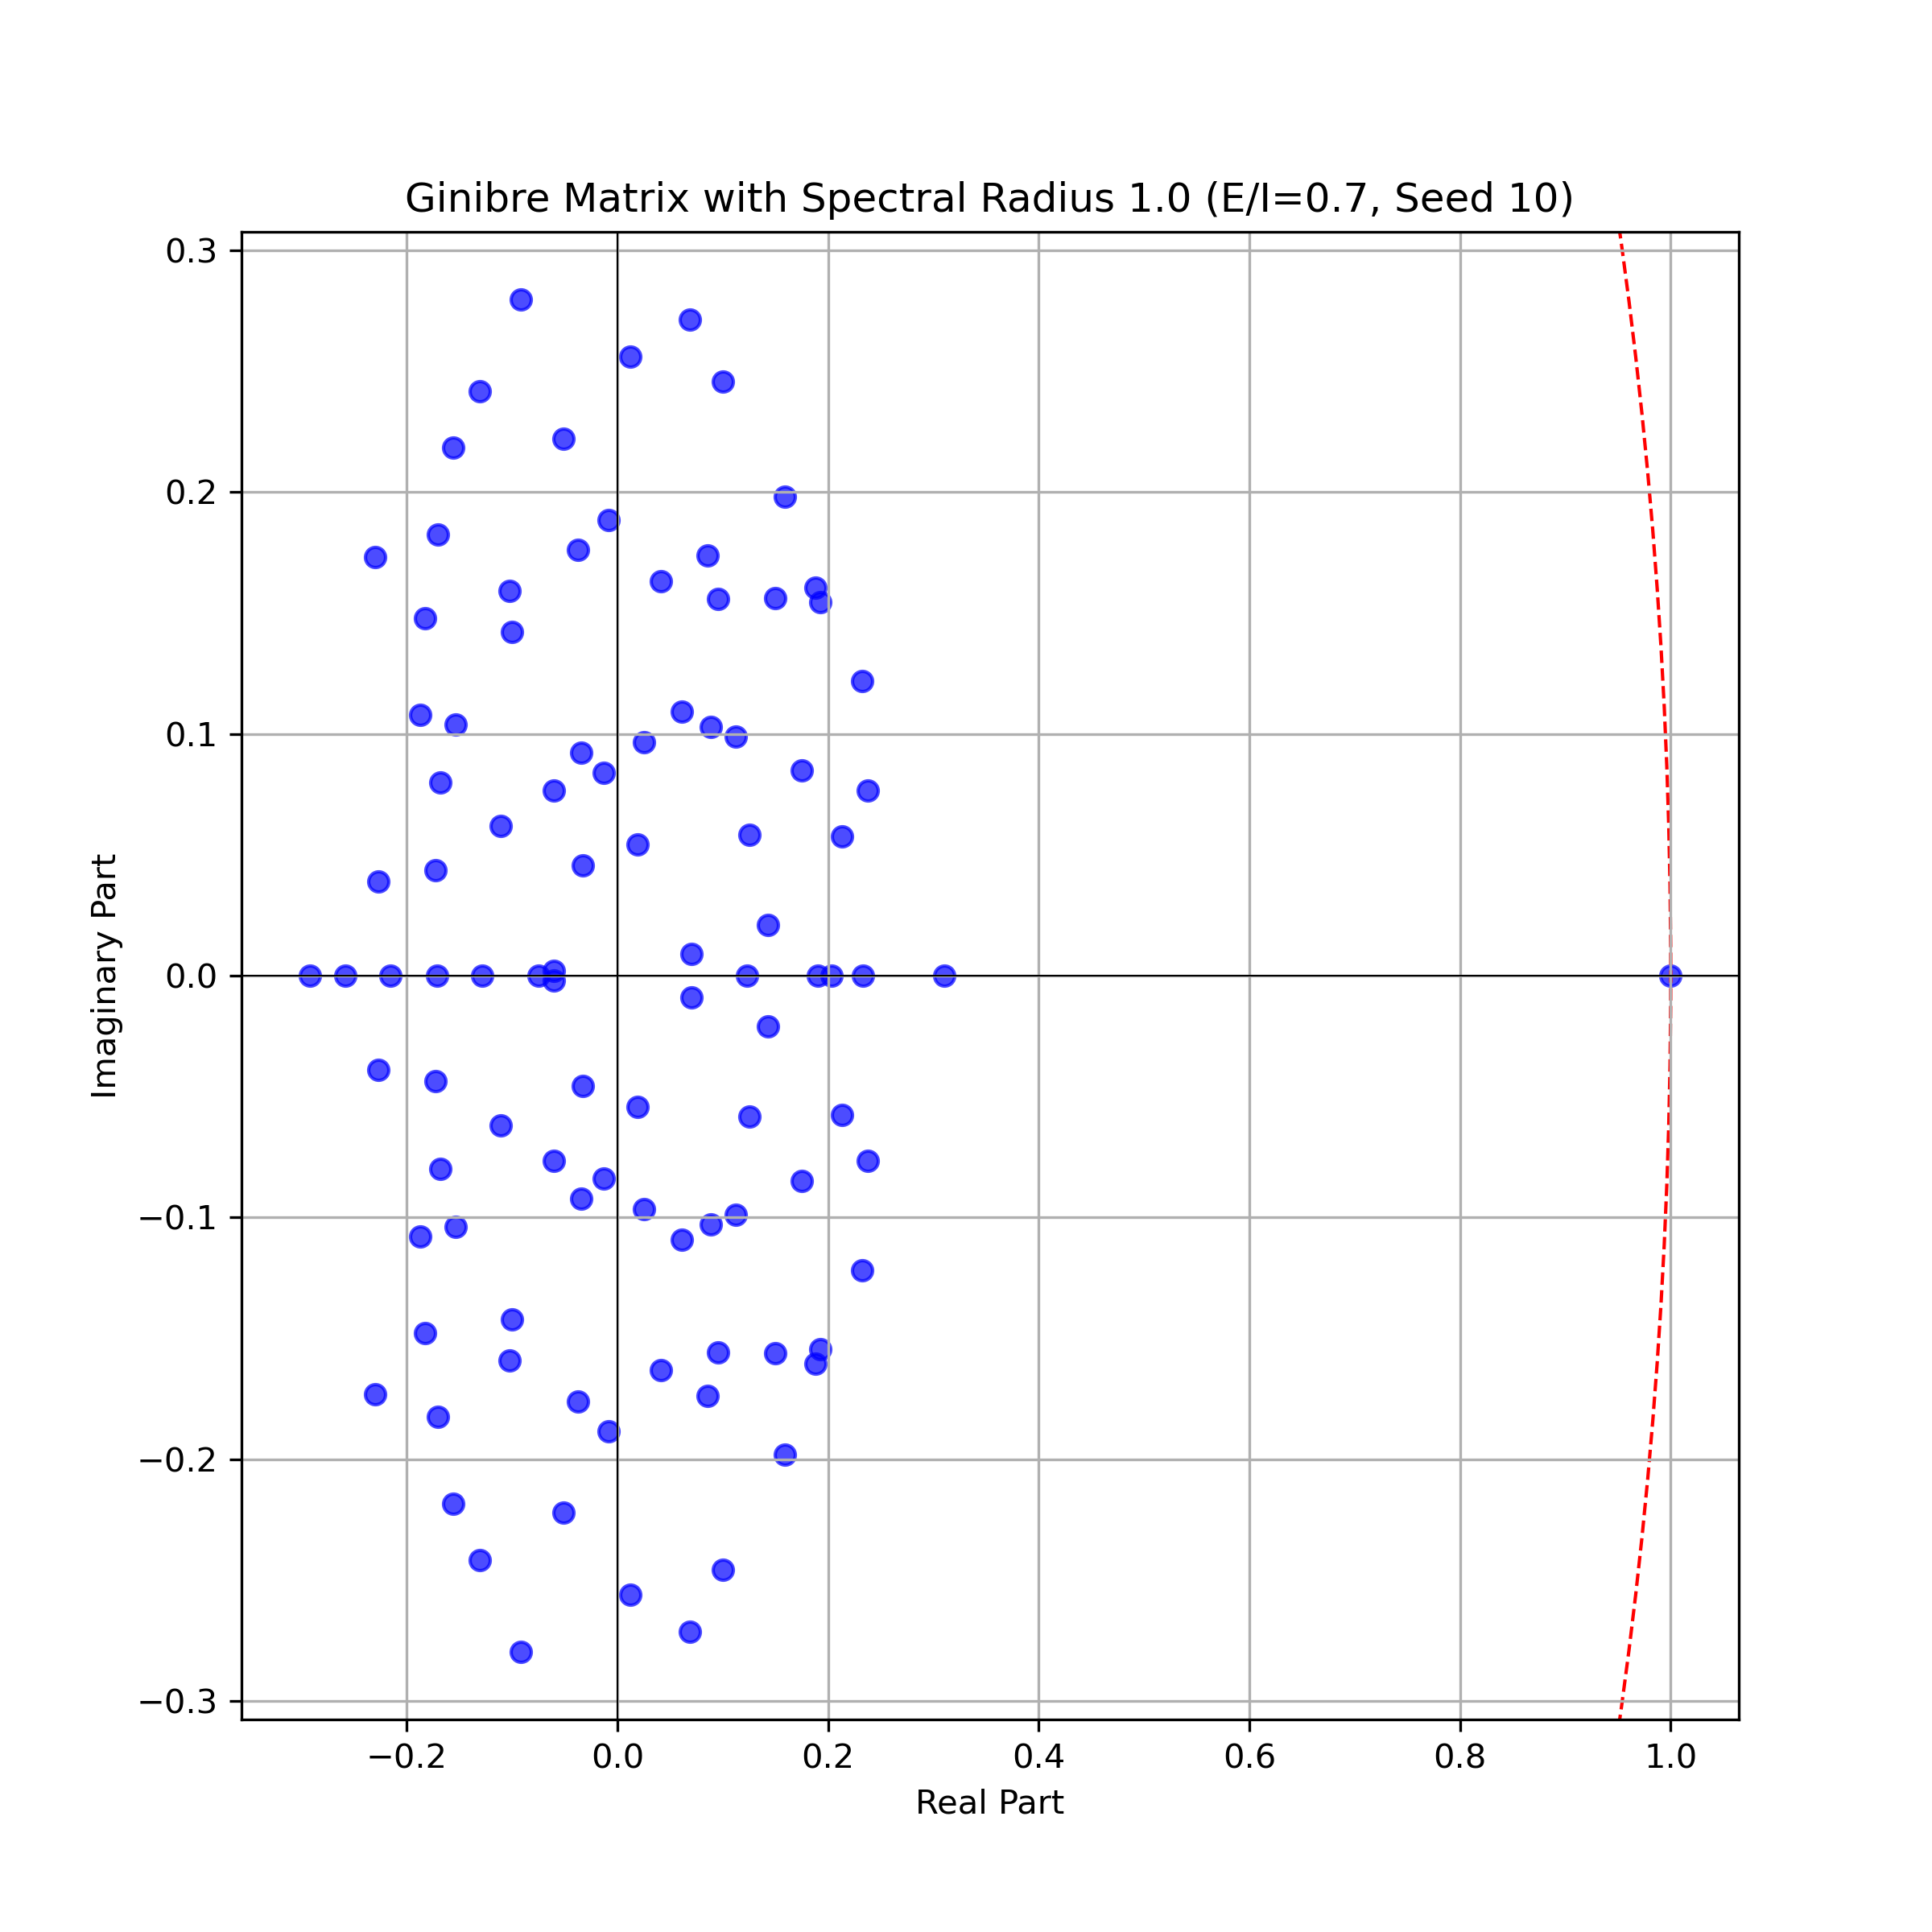 Ginibre Matrix with Spectral Radius 1.0 (E/I=0.7, Seed 10)
0.3
0.2
0.1
0.0
−0.1
−0.2
−0.3
Imaginary Part
−0.2 0.0 0.2 0.4 0.6 0.8 1.0
Real Part